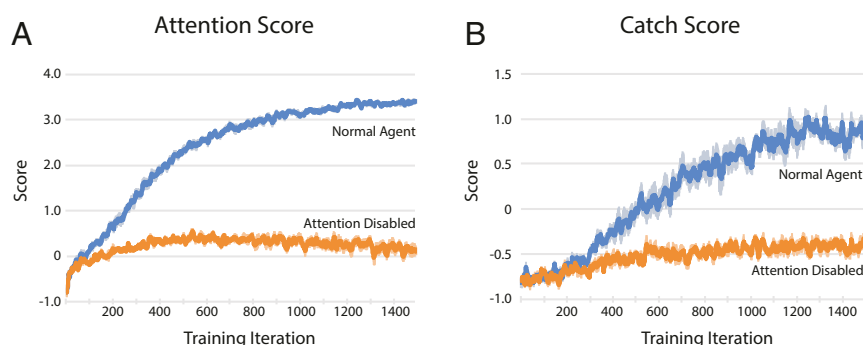 A
Attention Score
4.0
3.0
2.0
1.0
0
-1.0
Score
Normal Agent
Attention Disabled
200
400
600
800
1000
1200
1400
Training Iteration
B
Catch Score
1.5
1.0
0.5
0
-0.5
-1.0
Score
Normal Agent
Attention Disabled
200
400
600
800
1000
1200
1400
Training Iteration